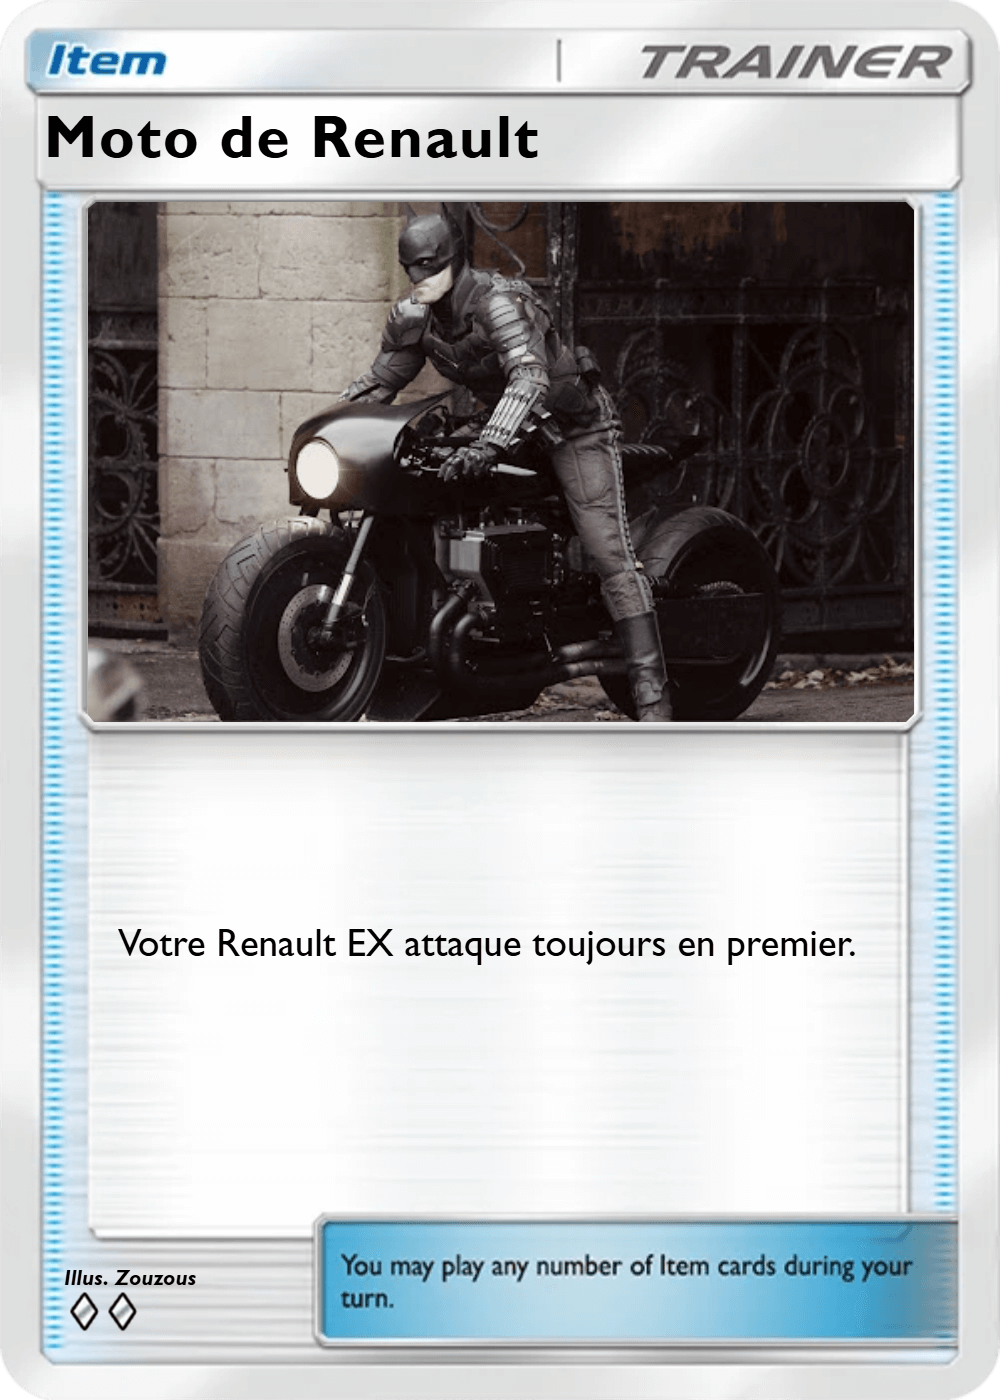 Item
TRAINER
Moto de Renault
Votre Renault EX attaque toujours en premier.
Illus. Zouzous
You may play any number of Item cards during your
turn.